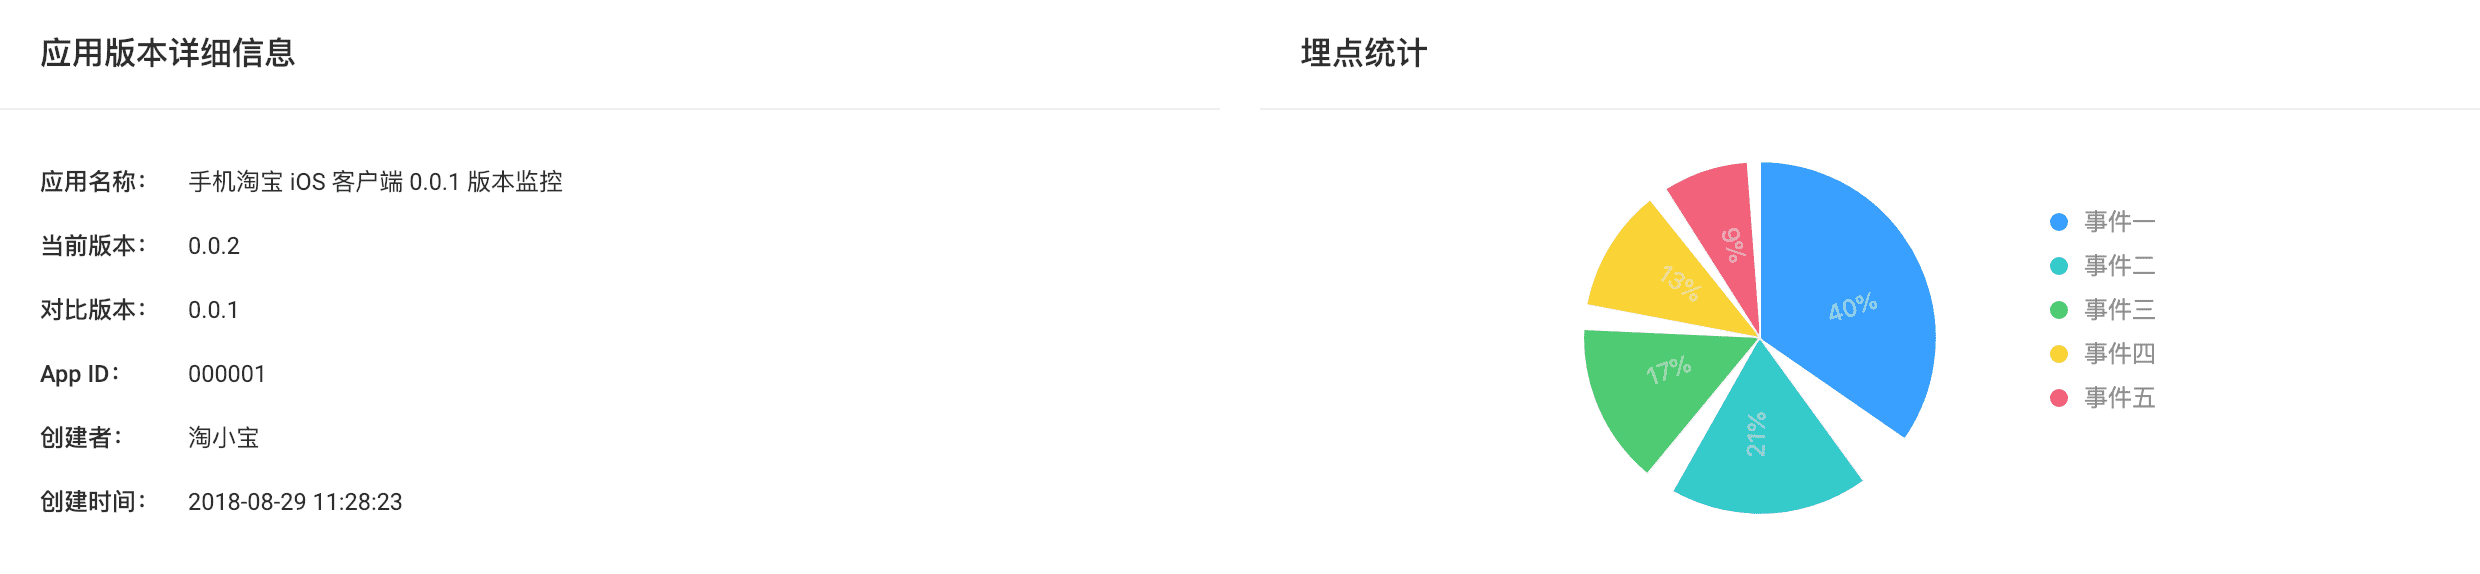 应用版本详细信息
应用名称： 手机淘宝 iOS 客户端 0.0.1 版本监控
当前版本： 0.0.2
对比版本： 0.0.1
App ID： 000001
创建者： 淘小宝
创建时间： 2018-08-29 11:28:23
埋点统计
9%
13%
40%
17%
21%
事件一
事件二
事件三
事件四
事件五